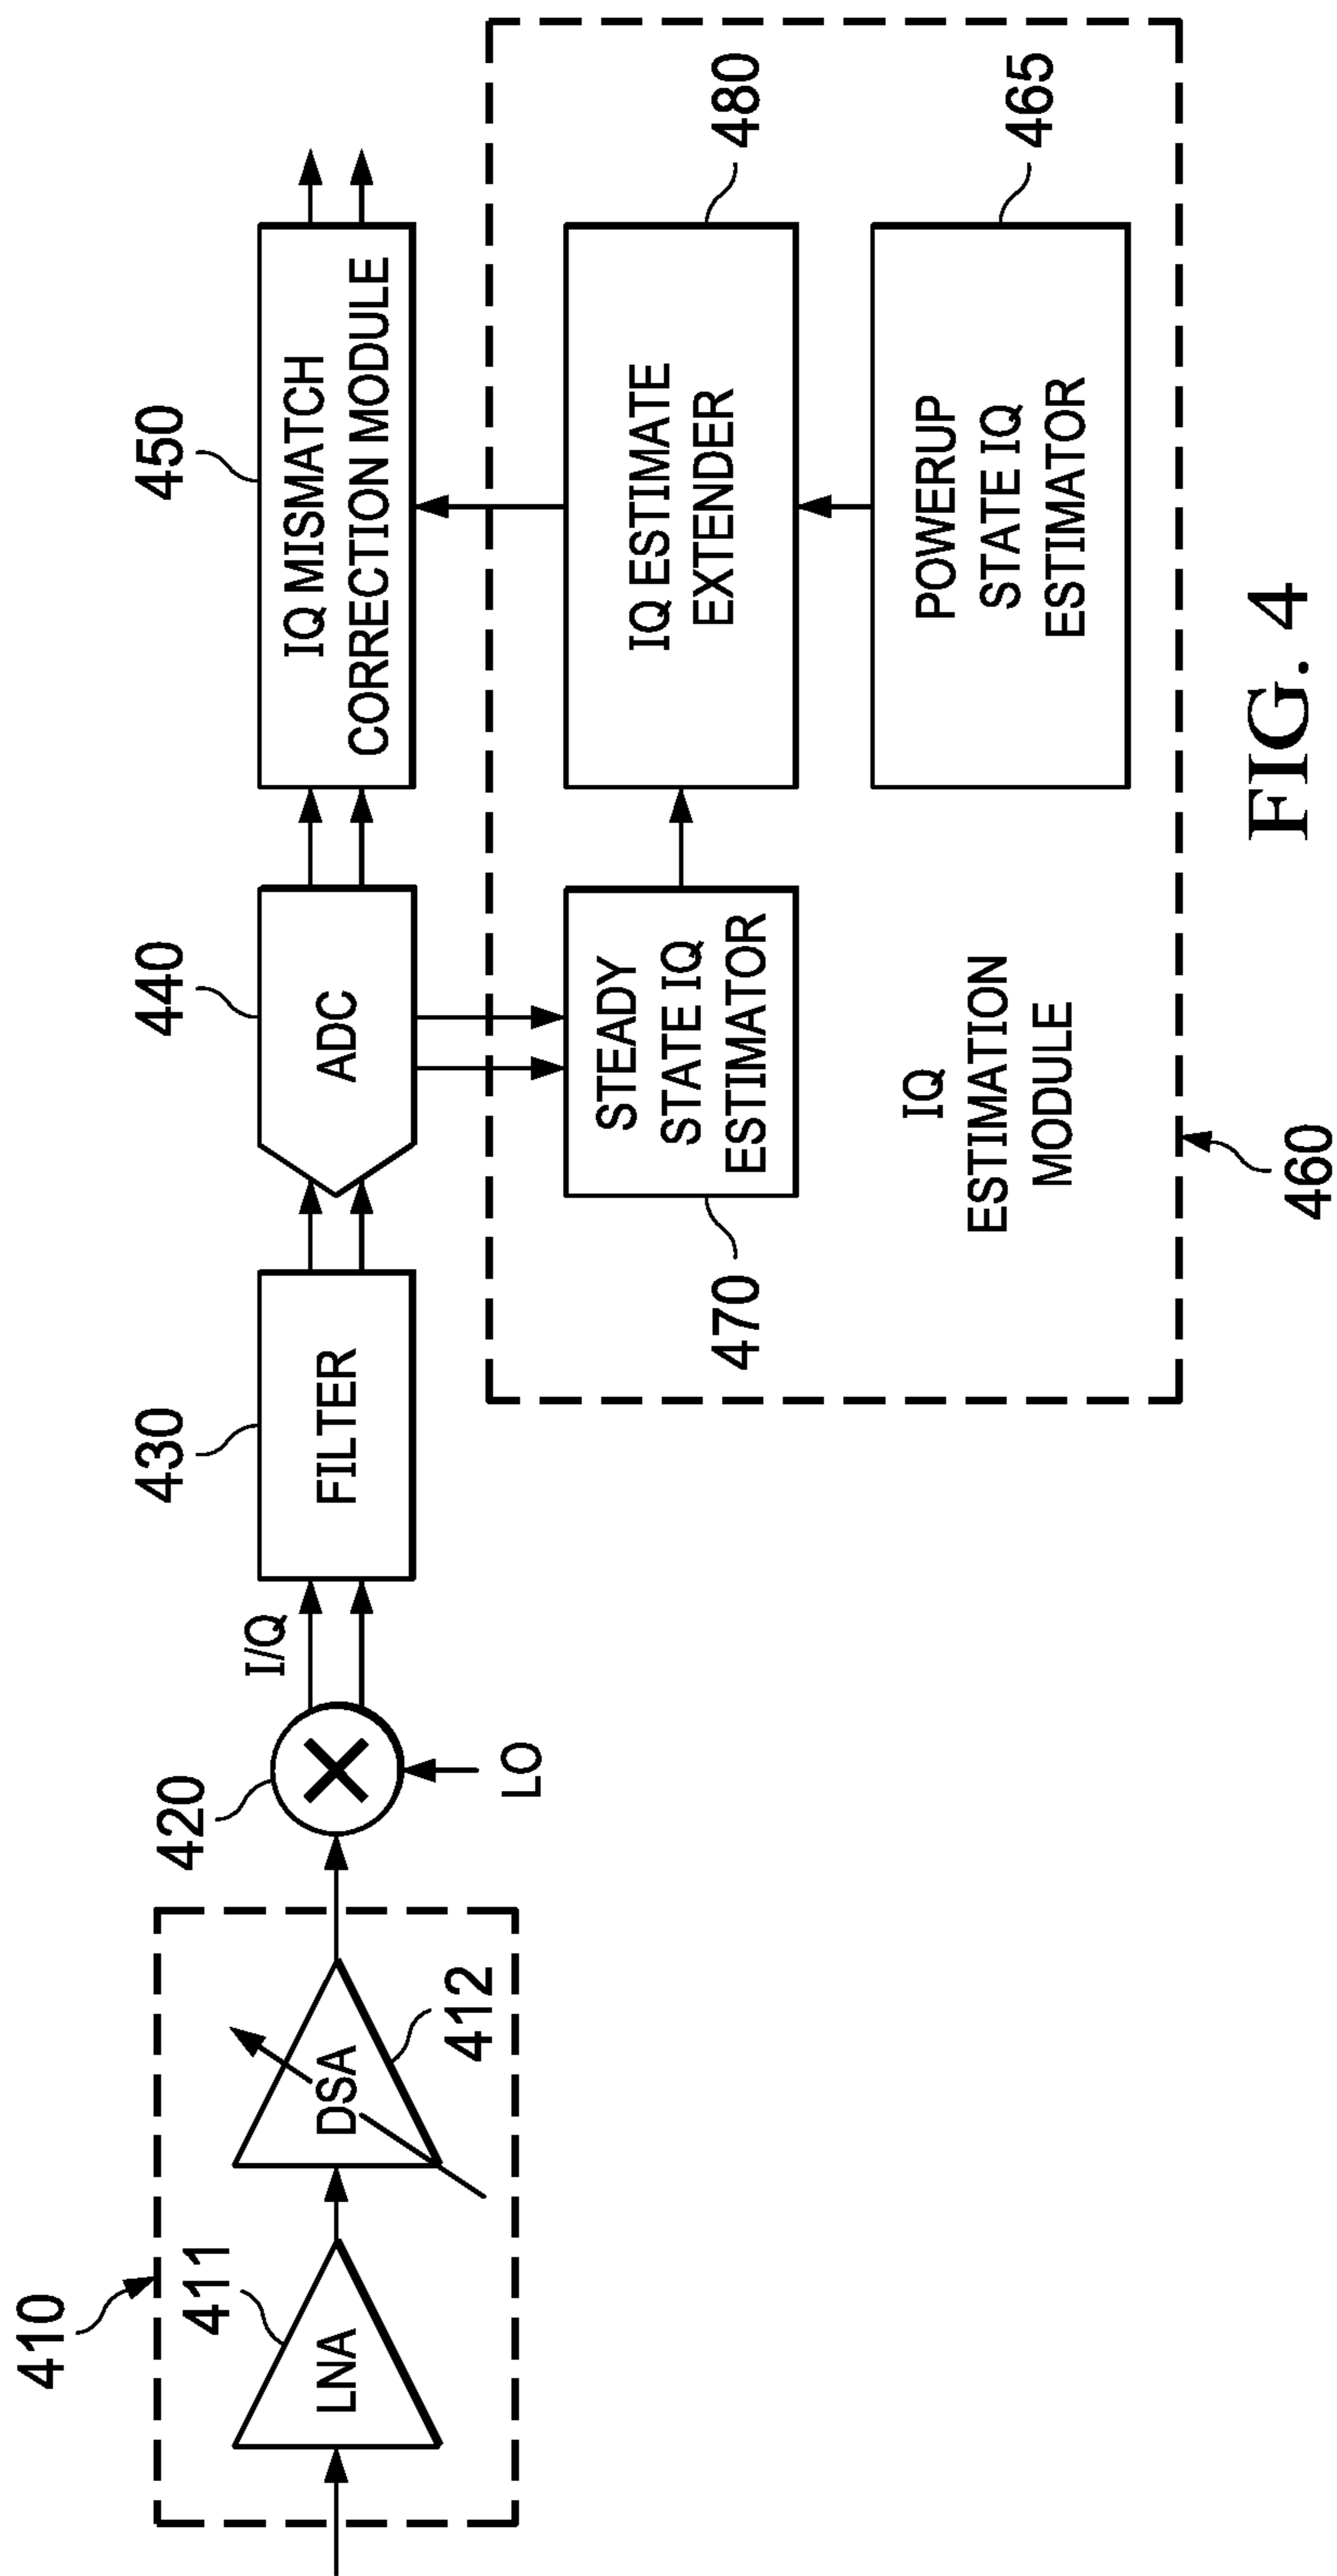 410
411
LNA
DSA
412
420
LO
I/Q
430
FILTER
440
ADC
450
IQ MISMATCH
CORRECTION MODULE
470
STEADY
STATE IQ
ESTIMATOR
480
IQ ESTIMATE
EXTENDER
465
POWERUP
STATE IQ
ESTIMATOR
IQ
ESTIMATION
MODULE
460
FIG. 4